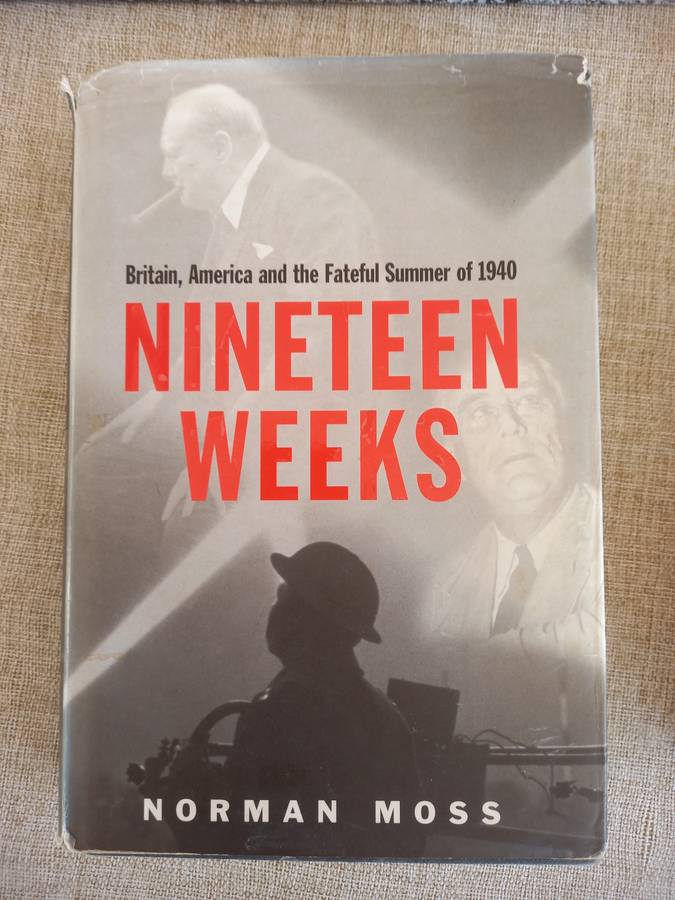 Britain, America and the Fateful Summer of 1940
NINETEEN
WEEKS
NORMAN MOSS